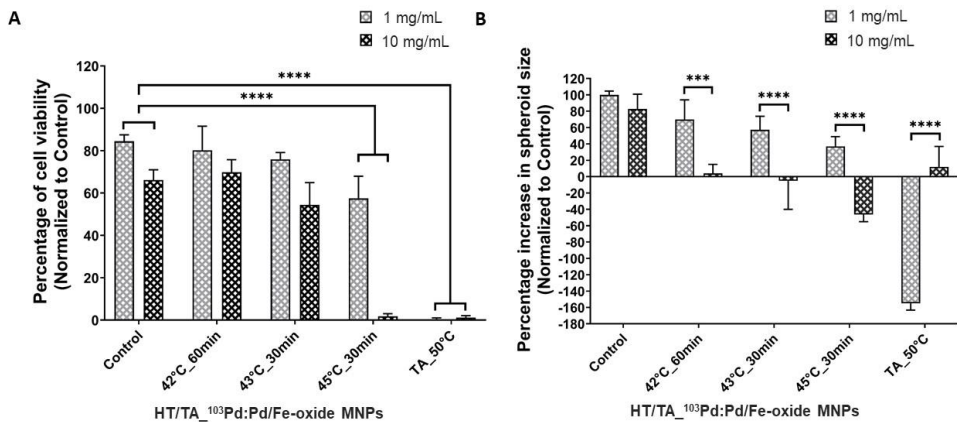 A
1 mg/mL
10 mg/mL
Percentage of cell viability
(Normalized to Control)
120
100
80
60
40
20
0
****
****
Control
42°C_60min
43°C_30min
45°C_30min
TA_50°C
HT/TA_¹⁰³Pd:Pd/Fe-oxide MNPs
B
1 mg/mL
10 mg/mL
Percentage increase in spheroid size
(Normalized to Control)
120
100
80
60
40
20
0
-20
-40
-60
-80
-100
-120
-140
-160
-180
***
****
****
****
Control
42°C_60min
43°C_30min
45°C_30min
TA_50°C
HT/TA_¹⁰³Pd:Pd/Fe-oxide MNPs